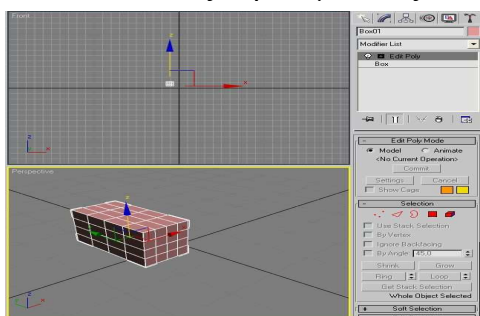 Front
z
x
z
x
Perspective
z
x
Box01
Modifier List
Edit Poly
Box
Edit Poly Mode
Model Animate
<No Current Operation>
Commit
Settings Cancel
Show Cage
Selection
Use Stack Selection
By Vertex
Ignore Backfacing
By Angle: 45.0
Shrink Grow
Ring Loop
Get Stack Selection
Whole Object Selected
Soft Selection